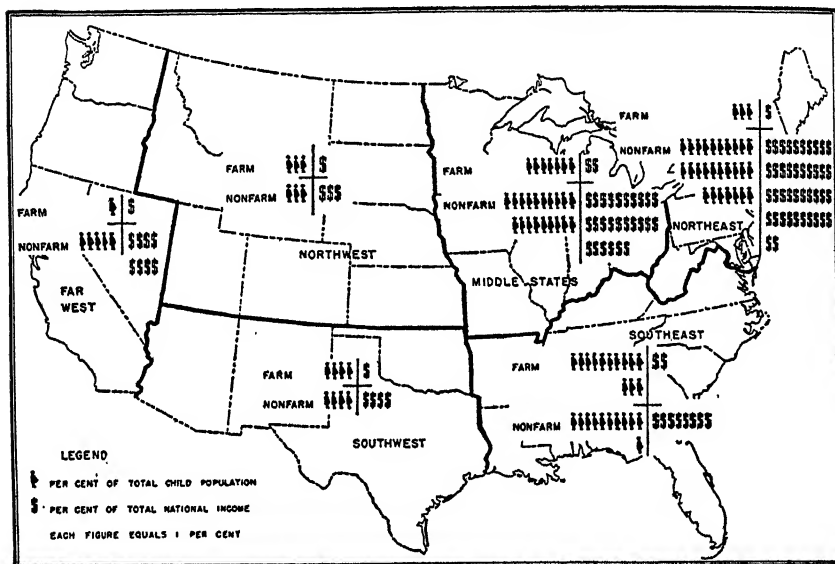 FARM
NONFARM
NORTHEAST
FARM
NONFARM
MIDDLE STATES
FARM
NONFARM
NORTHWEST
FARM
NONFARM
FAR
WEST
FARM
NONFARM
SOUTHWEST
SOUTHEAST
FARM
NONFARM
LEGEND
PER CENT OF TOTAL CHILD POPULATION
$ PER CENT OF TOTAL NATIONAL INCOME
EACH FIGURE EQUALS 1 PER CENT